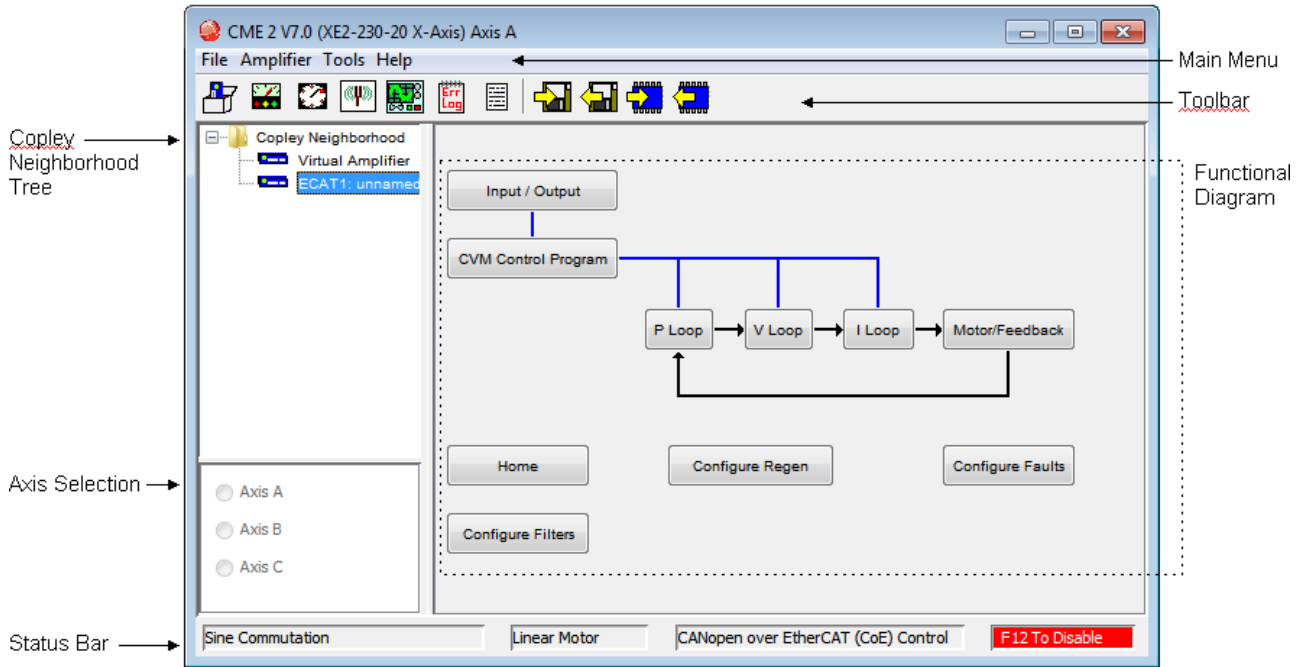 CME 2 V7.0 (XE2-230-20 X-Axis) Axis A
File Amplifier Tools Help
Main Menu
Err
Log
Toolbar
Copley
Neighborhood
Tree
Copley Neighborhood
Virtual Amplifier
ECAT1: unnamed
Functional
Diagram
Input / Output
CVM Control Program
P Loop
V Loop
I Loop
Motor/Feedback
Home
Configure Regen
Configure Faults
Configure Filters
Axis Selection
Axis A
Axis B
Axis C
Status Bar
Sine Commutation
Linear Motor
CANopen over EtherCAT (CoE) Control
F12 To Disable